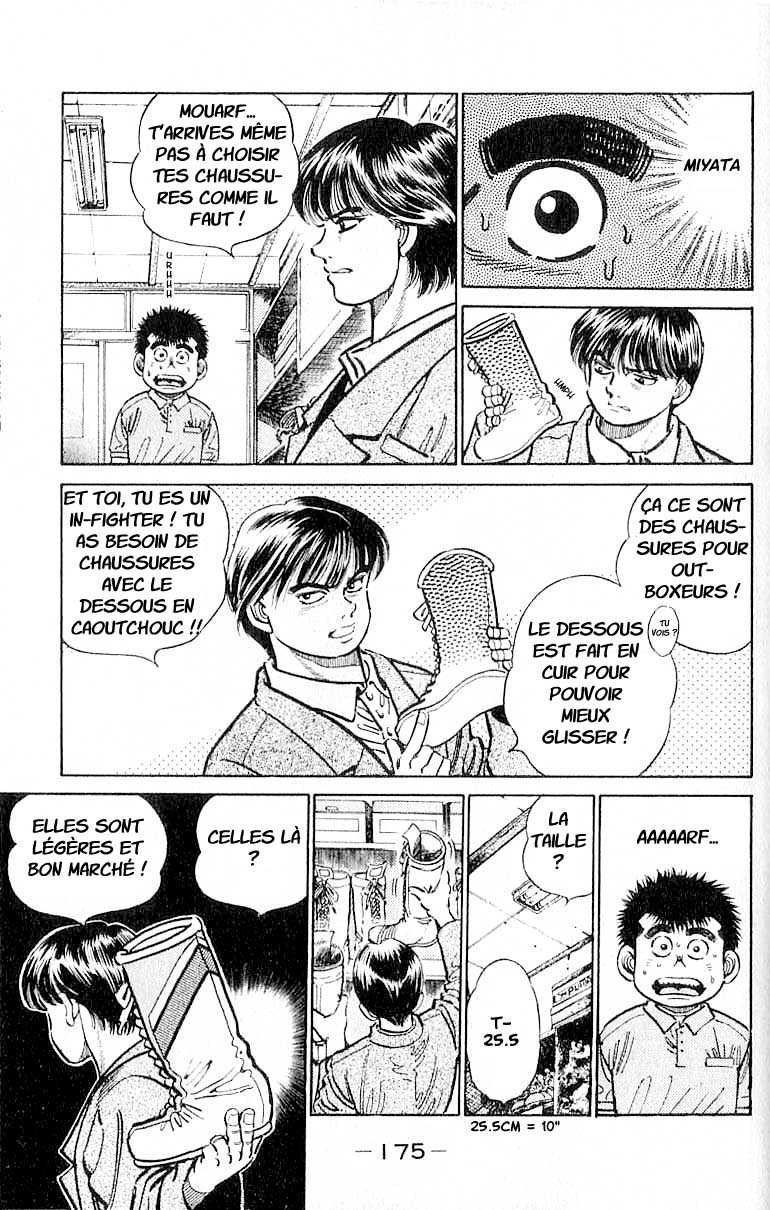 MIYATA
MOUARF...
T'ARRIVES MÊME
PAS À CHOISIR
TES CHAUSSU-
RES COMME IL
FAUT !
URHHH
HMPH
ÇA CE SONT
DES CHAUS-
SURES POUR
OUT-
BOXEURS !
TU
VOIS ?
LE DESSOUS
EST FAIT EN
CUIR POUR
POUVOIR
MIEUX
GLISSER !
ET TOI, TU ES UN
IN-FIGHTER ! TU
AS BESOIN DE
CHAUSSURES
AVEC LE
DESSOUS EN
CAOUTCHOUC !!
AAAAARF...
LA
TAILLE
?
T-
25.5
25.5CM = 10"
CELLES LÀ
?
ELLES SONT
LÉGÈRES ET
BON MARCHÉ !
—175—